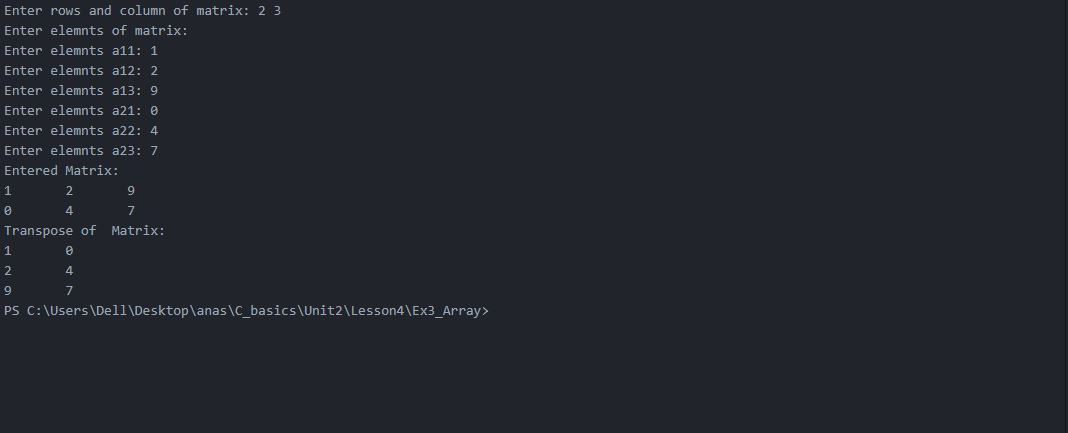 Enter rows and column of matrix: 2 3
Enter elemnts of matrix:
Enter elemnts a11: 1
Enter elemnts a12: 2
Enter elemnts a13: 9
Enter elemnts a21: 0
Enter elemnts a22: 4
Enter elemnts a23: 7
Entered Matrix:
1       2       9
0       4       7
Transpose of  Matrix:
1       0
2       4
9       7
PS C:\Users\Dell\Desktop\anas\C_basics\Unit2\Lesson4\Ex3_Array>